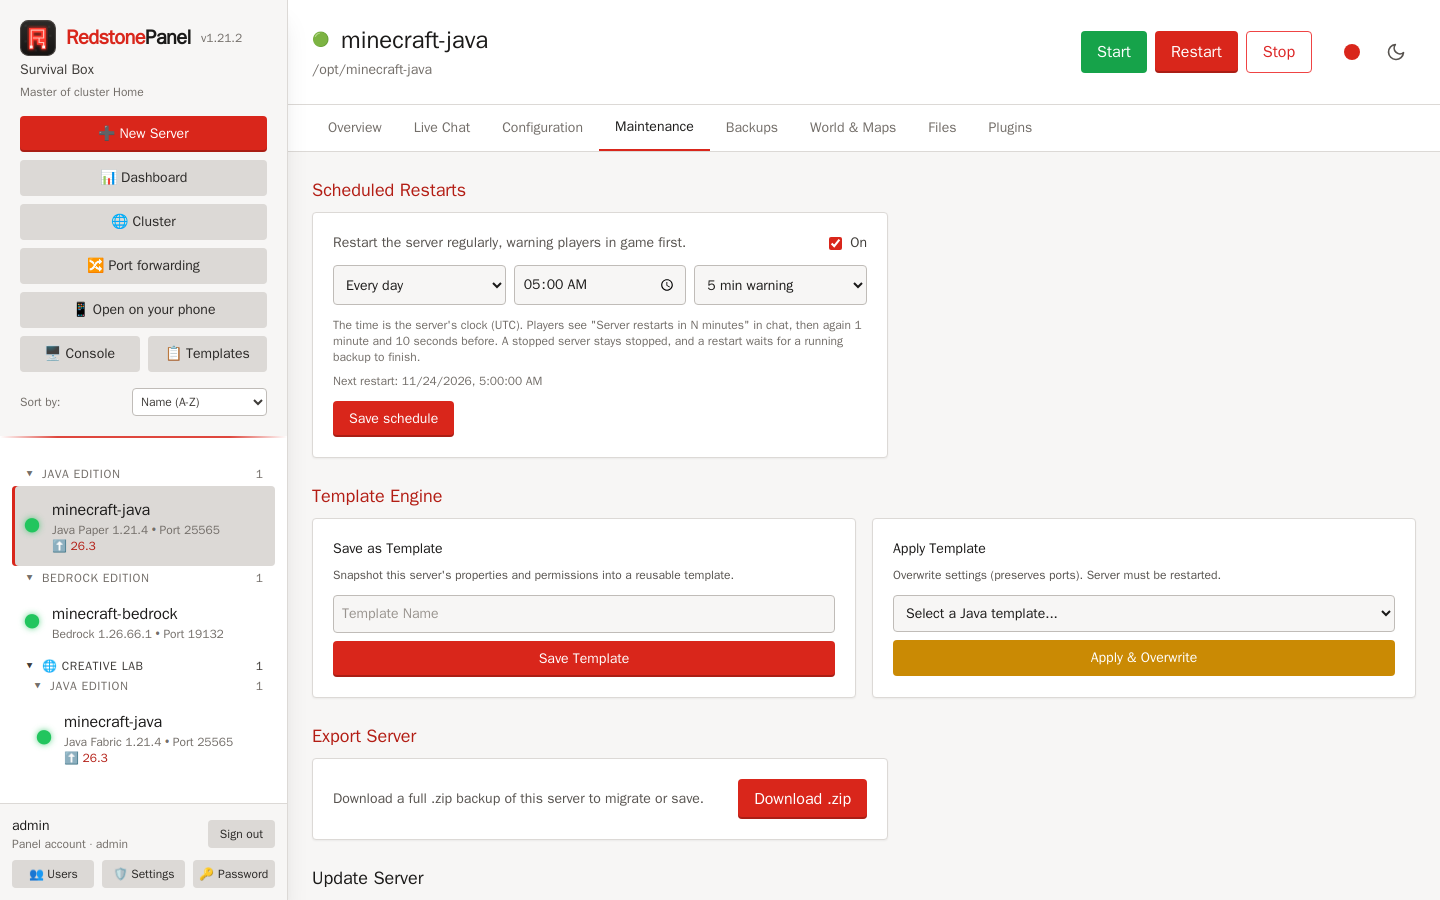 RedstonePanel v1.21.2
Survival Box
Master of cluster Home
➕ New Server
📊 Dashboard
🌐 Cluster
🔀 Port forwarding
📱 Open on your phone
🖥️ Console
📋 Templates
Sort by:
Name (A-Z)
▼ JAVA EDITION 1
minecraft-java
Java Paper 1.21.4 • Port 25565
⬆️ 26.3
▼ BEDROCK EDITION 1
minecraft-bedrock
Bedrock 1.26.66.1 • Port 19132
▼ 🌐 CREATIVE LAB 1
▼ JAVA EDITION 1
minecraft-java
Java Fabric 1.21.4 • Port 25565
⬆️ 26.3
admin
Panel account · admin
Sign out
👥 Users
🛡️ Settings
🔑 Password
minecraft-java
/opt/minecraft-java
Start
Restart
Stop
Overview
Live Chat
Configuration
Maintenance
Backups
World & Maps
Files
Plugins
Scheduled Restarts
Restart the server regularly, warning players in game first.
On
Every day
05:00 AM
5 min warning
The time is the server's clock (UTC). Players see "Server restarts in N minutes" in chat, then again 1
minute and 10 seconds before. A stopped server stays stopped, and a restart waits for a running
backup to finish.
Next restart: 11/24/2026, 5:00:00 AM
Save schedule
Template Engine
Save as Template
Snapshot this server's properties and permissions into a reusable template.
Template Name
Save Template
Apply Template
Overwrite settings (preserves ports). Server must be restarted.
Select a Java template...
Apply & Overwrite
Export Server
Download a full .zip backup of this server to migrate or save.
Download .zip
Update Server